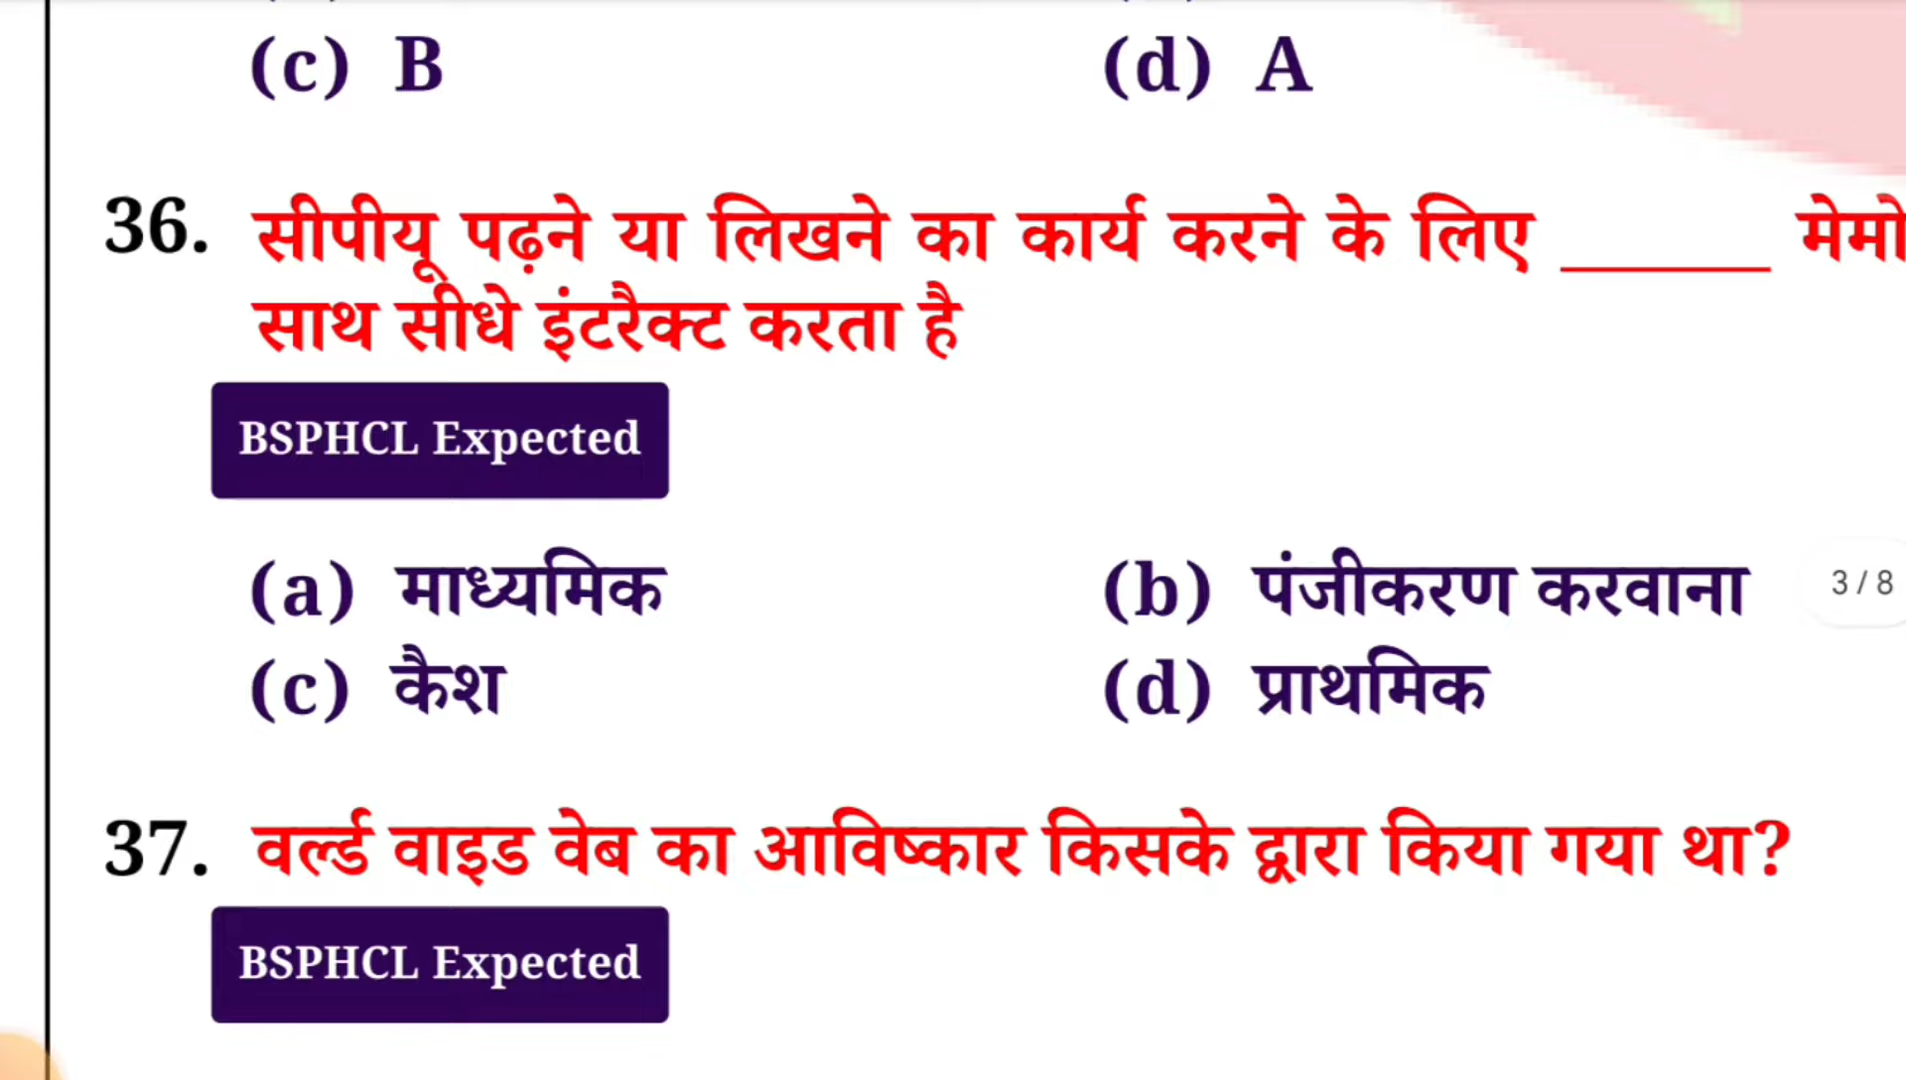 (c) B (d) A
36. सीपीयू पढ़ने या लिखने का कार्य करने के लिए ______
साथ सीधे इंटरैक्ट करता है
BSPHCL Expected
(a) माध्यमिक (b) पंजीकरण करवाना
3 / 8
(c) कैश (d) प्राथमिक
37. वर्ल्ड वाइड वेब का आविष्कार किसके द्वारा किया गया था?
BSPHCL Expected